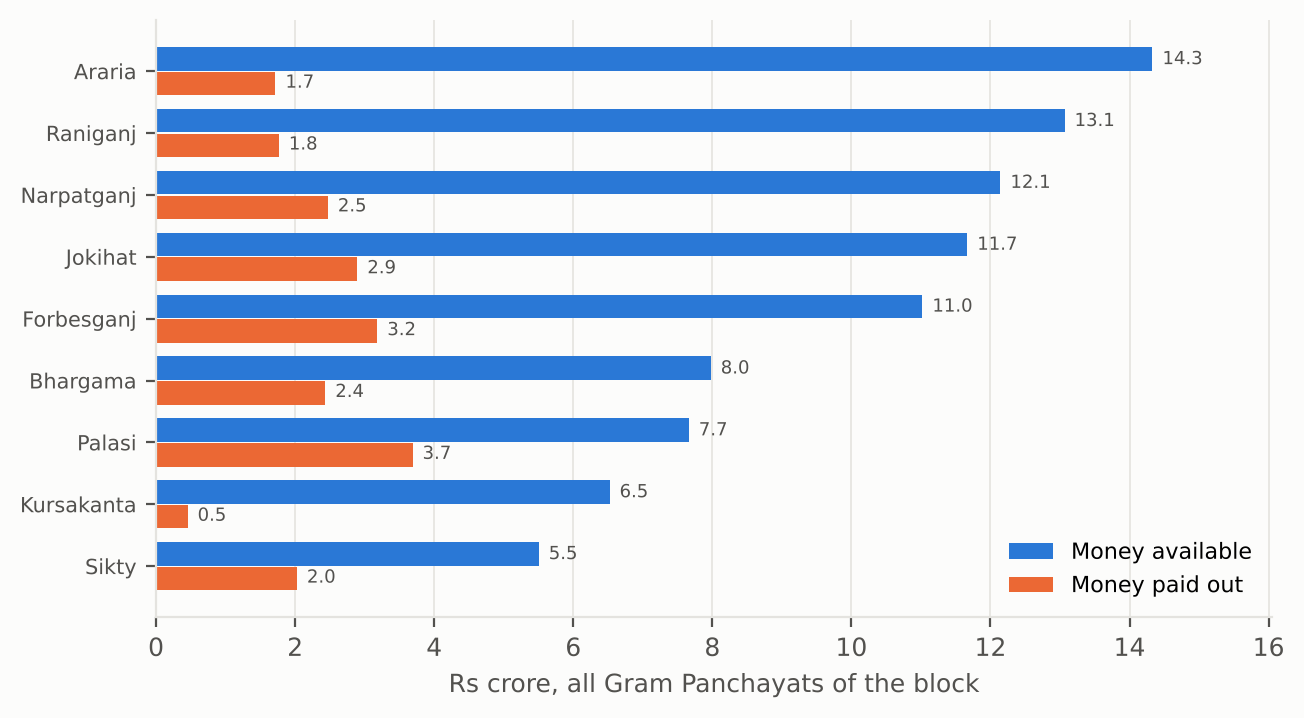 Araria
14.3
1.7
Raniganj
13.1
1.8
Narpatganj
12.1
2.5
Jokihat
11.7
2.9
Forbesganj
11.0
3.2
Bhargama
8.0
2.4
Palasi
7.7
3.7
Kursakanta
6.5
0.5
Sikty
5.5
2.0
Money available
Money paid out
0 2 4 6 8 10 12 14 16
Rs crore, all Gram Panchayats of the block